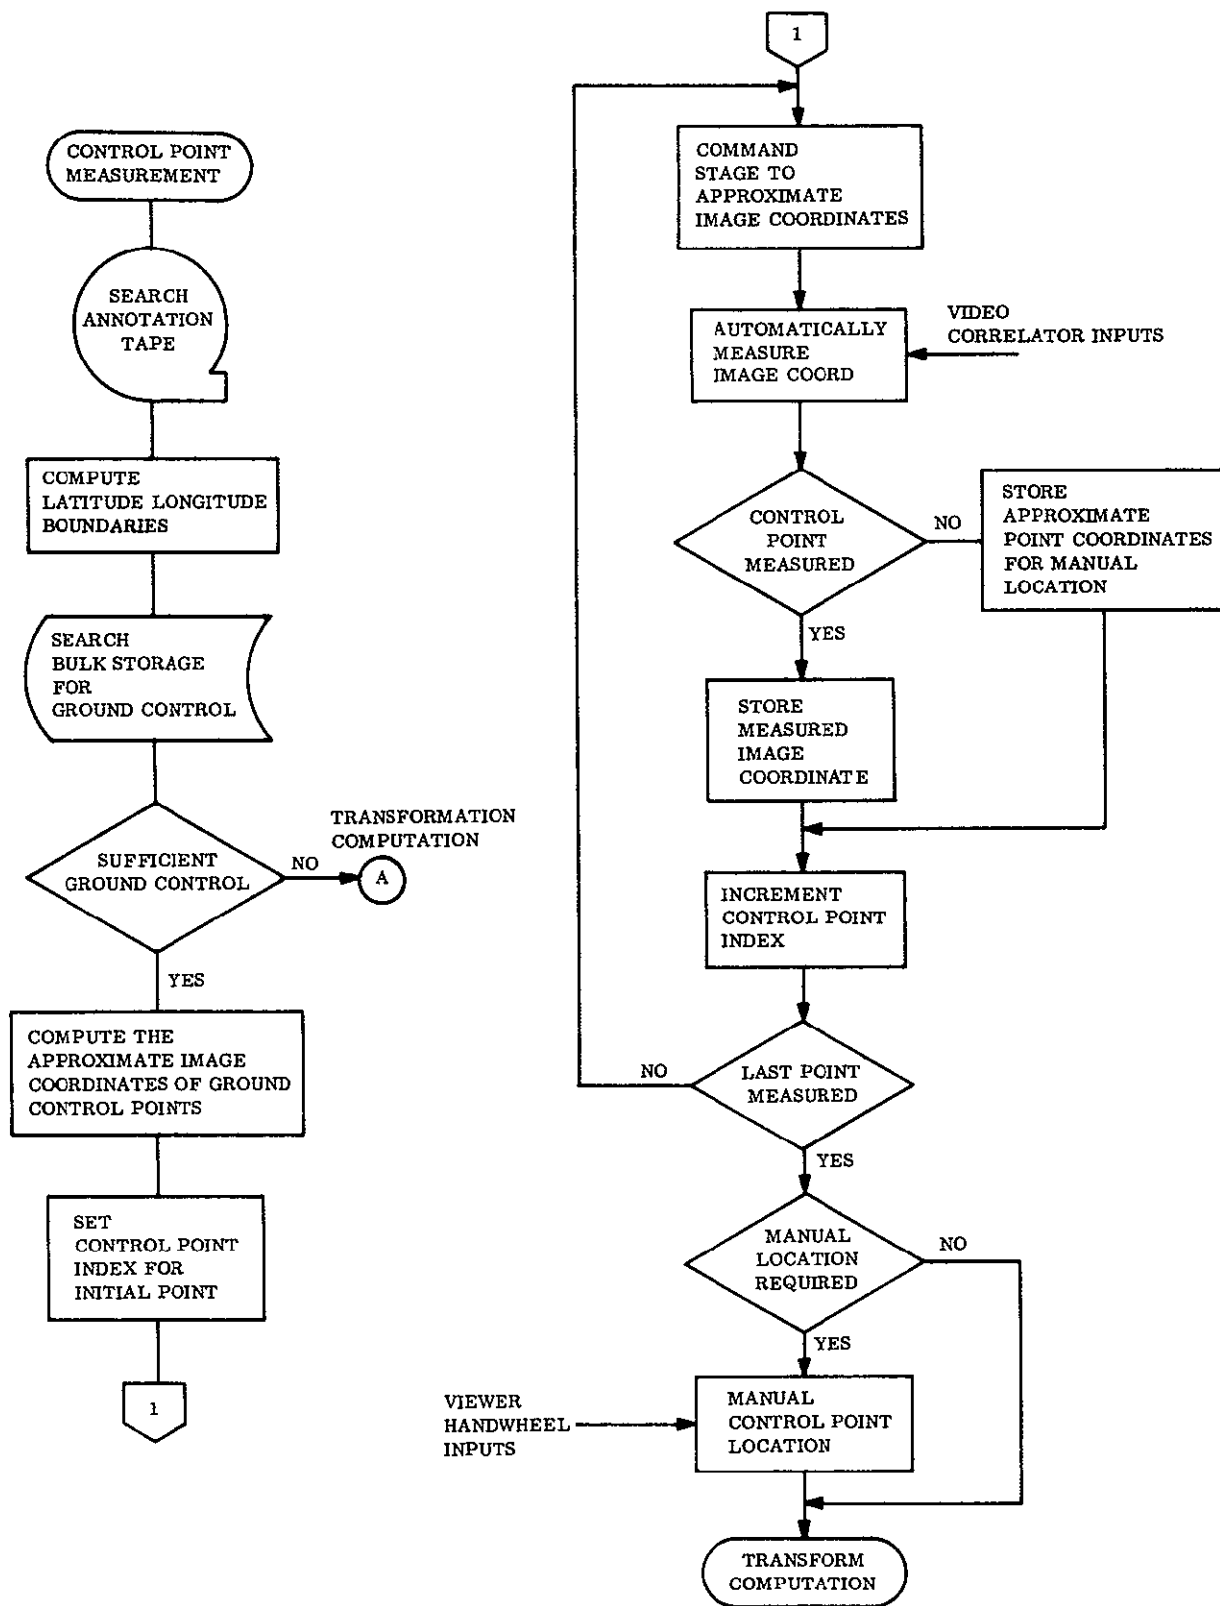 CONTROL POINT
MEASUREMENT
SEARCH
ANNOTATION
TAPE
COMPUTE
LATITUDE LONGITUDE
BOUNDARIES
SEARCH
BULK STORAGE
FOR
GROUND CONTROL
SUFFICIENT
GROUND CONTROL
NO
TRANSFORMATION
COMPUTATION
A
YES
COMPUTE THE
APPROXIMATE IMAGE
COORDINATES OF GROUND
CONTROL POINTS
SET
CONTROL POINT
INDEX FOR
INITIAL POINT
1
1
COMMAND
STAGE TO
APPROXIMATE
IMAGE COORDINATES
AUTOMATICALLY
MEASURE
IMAGE COORD
VIDEO
CORRELATOR INPUTS
CONTROL
POINT
MEASURED
NO
STORE
APPROXIMATE
POINT COORDINATES
FOR MANUAL
LOCATION
YES
STORE
MEASURED
IMAGE
COORDINATE
INCREMENT
CONTROL POINT
INDEX
NO
LAST POINT
MEASURED
YES
MANUAL
LOCATION
REQUIRED
NO
YES
VIEWER
HANDWHEEL
INPUTS
MANUAL
CONTROL POINT
LOCATION
TRANSFORM
COMPUTATION